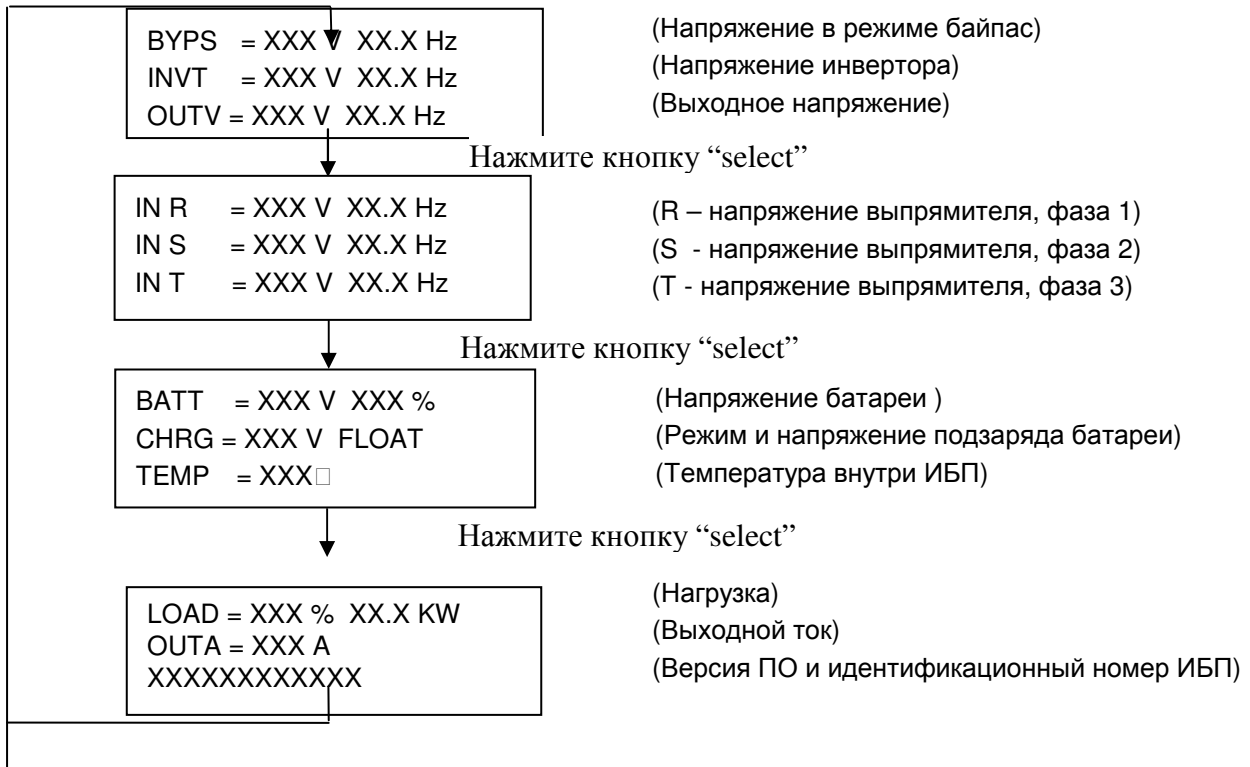 BYPS = XXX V XX.X Hz (Напряжение в режиме байпас)
INVT = XXX V XX.X Hz (Напряжение инвертора)
OUTV = XXX V XX.X Hz (Выходное напряжение)
Нажмите кнопку “select”
IN R = XXX V XX.X Hz (R – напряжение выпрямителя, фаза 1)
IN S = XXX V XX.X Hz (S - напряжение выпрямителя, фаза 2)
IN T = XXX V XX.X Hz (T - напряжение выпрямителя, фаза 3)
Нажмите кнопку “select”
BATT = XXX V XXX % (Напряжение батареи )
CHRG = XXX V FLOAT (Режим и напряжение подзаряда батареи)
TEMP = XXX□ (Температура внутри ИБП)
Нажмите кнопку “select”
LOAD = XXX % XX.X KW (Нагрузка)
OUTA = XXX A (Выходной ток)
XXXXXXXXXXXX (Версия ПО и идентификационный номер ИБП)